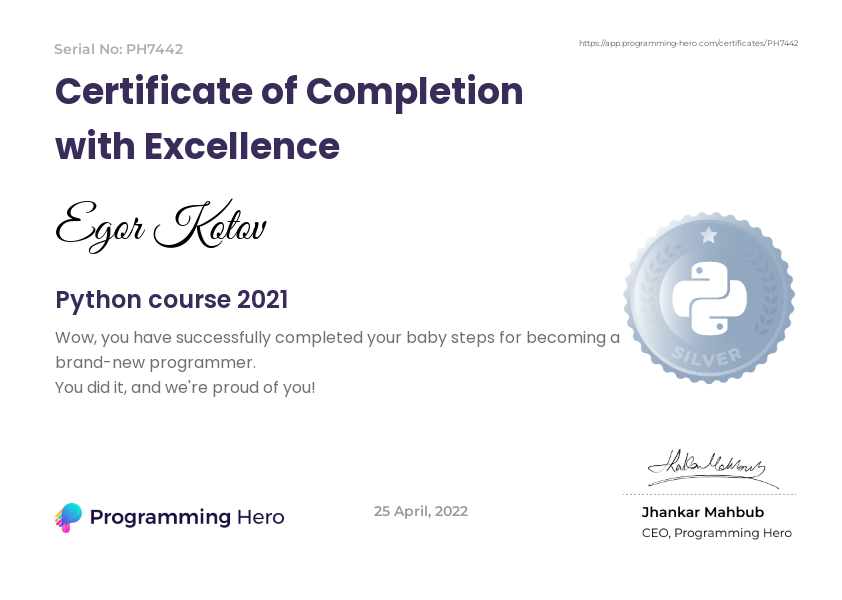 Serial No: PH7442
https://app.programming-hero.com/certificates/PH7442
Certificate of Completion
with Excellence
Egor Kotov
Python course 2021
Wow, you have successfully completed your baby steps for becoming a
brand-new programmer.
You did it, and we're proud of you!
SILVER
Programming Hero
25 April, 2022
Jhankar Mahbub
CEO, Programming Hero